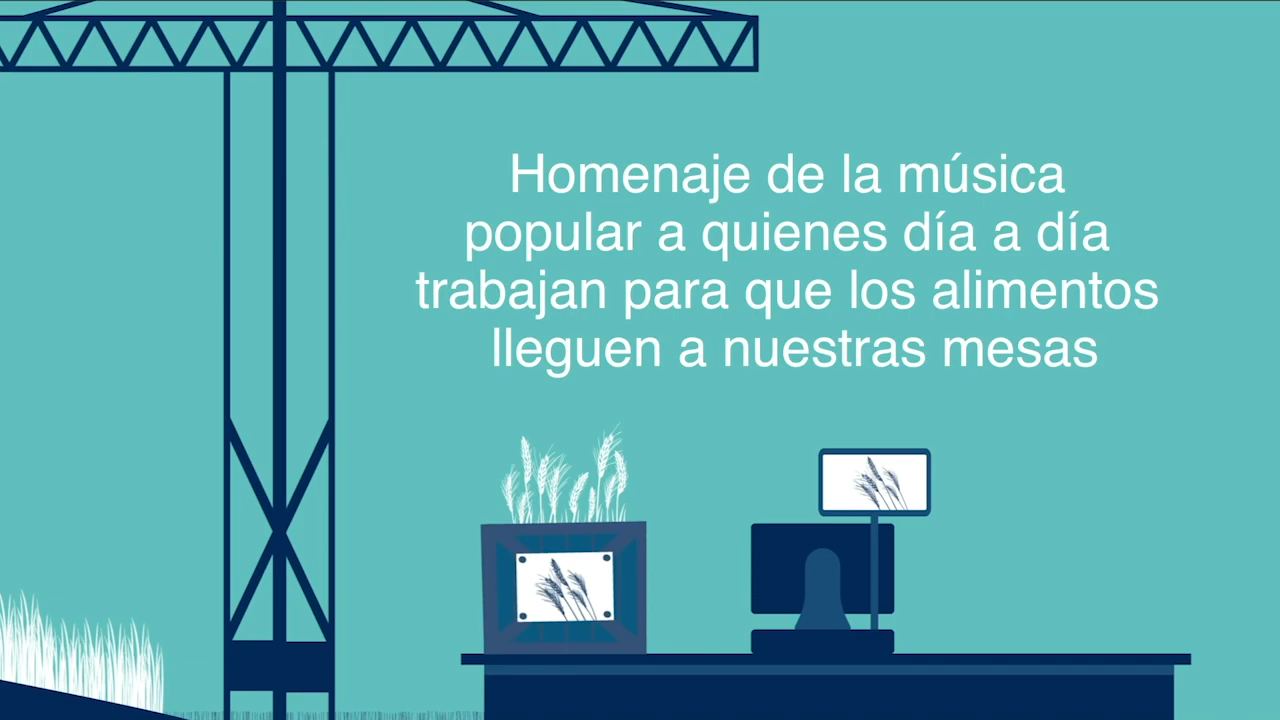 Homenaje de la música
popular a quienes día a día
trabajan para que los alimentos
lleguen a nuestras mesas